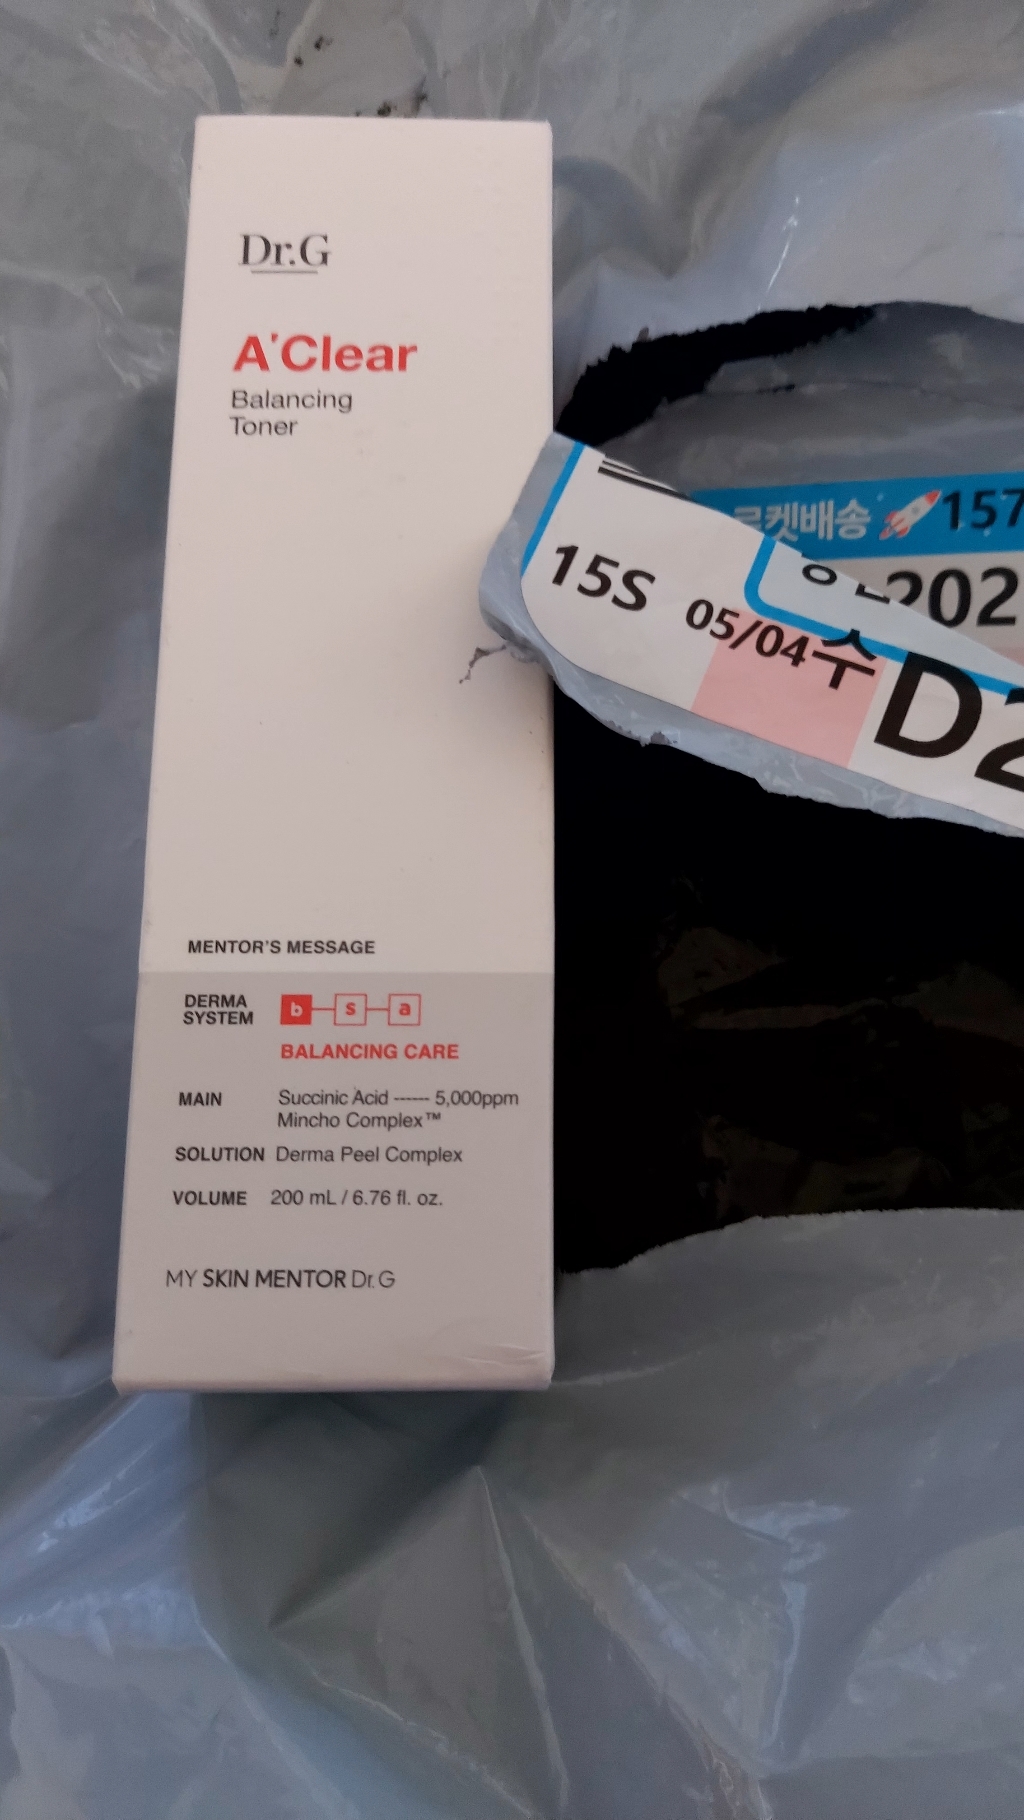 Dr.G
A'Clear
Balancing
Toner
MENTOR'S MESSAGE
DERMA
SYSTEM
b s a
BALANCING CARE
MAIN Succinic Acid ------ 5,000ppm
Mincho Complex™
SOLUTION Derma Peel Complex
VOLUME 200 mL / 6.76 fl. oz.
MY SKIN MENTOR Dr.G
로켓배송 🚀 157
202
15S 05/04 수 D2